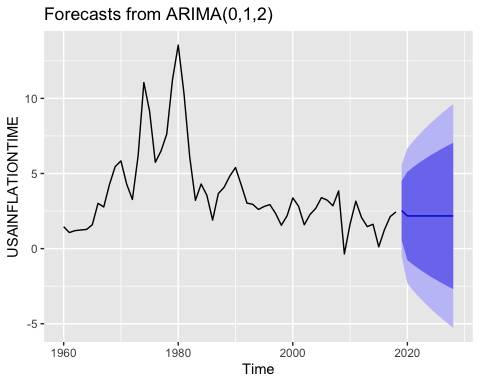 Forecasts from ARIMA(0,1,2)
USAINFLATIONTIME
10
5
0
-5
1960 1980 2000 2020
Time